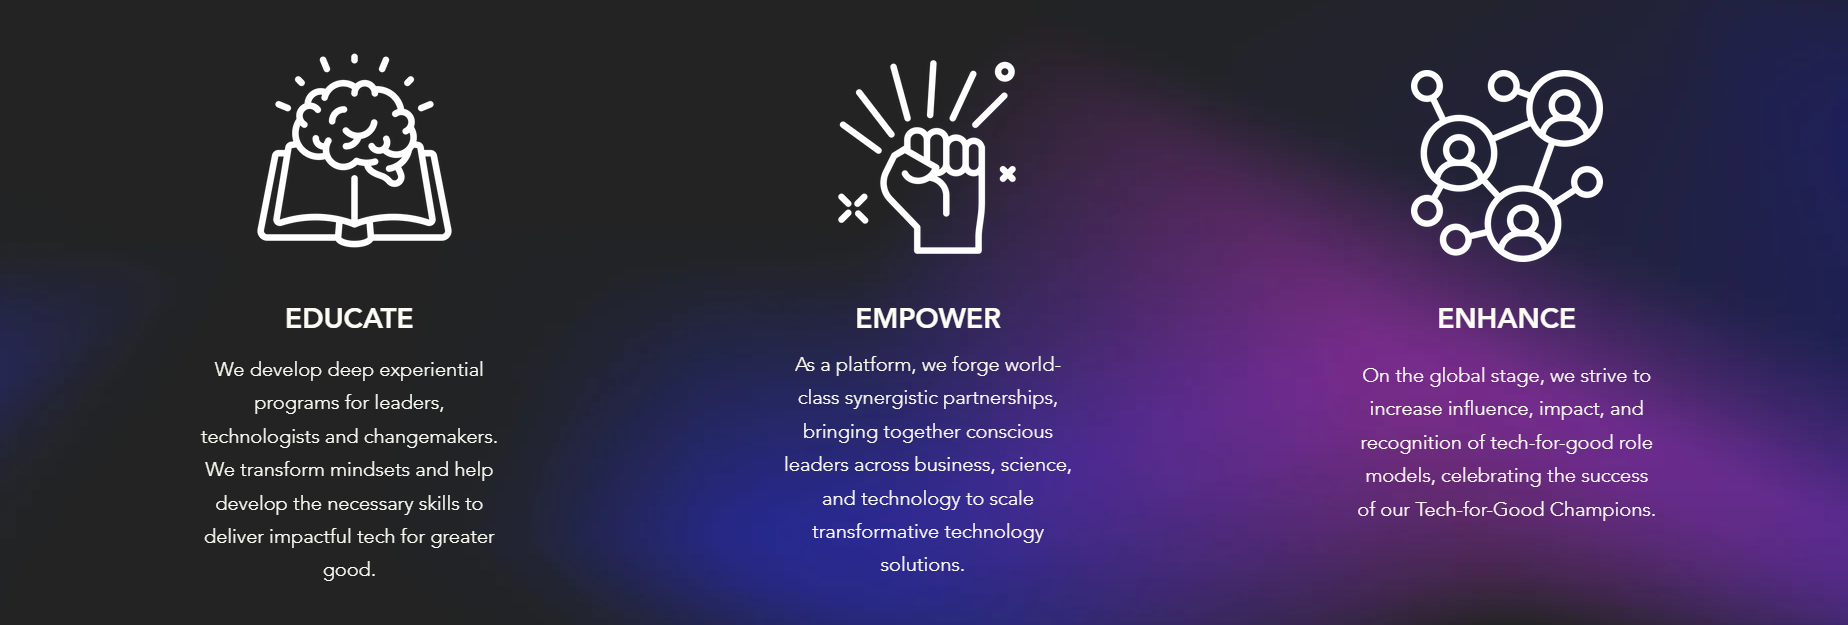 EDUCATE
We develop deep experiential
programs for leaders,
technologists and changemakers.
We transform mindsets and help
develop the necessary skills to
deliver impactful tech for greater
good.
EMPOWER
As a platform, we forge world-
class synergistic partnerships,
bringing together conscious
leaders across business, science,
and technology to scale
transformative technology
solutions.
ENHANCE
On the global stage, we strive to
increase influence, impact, and
recognition of tech-for-good role
models, celebrating the success
of our Tech-for-Good Champions.